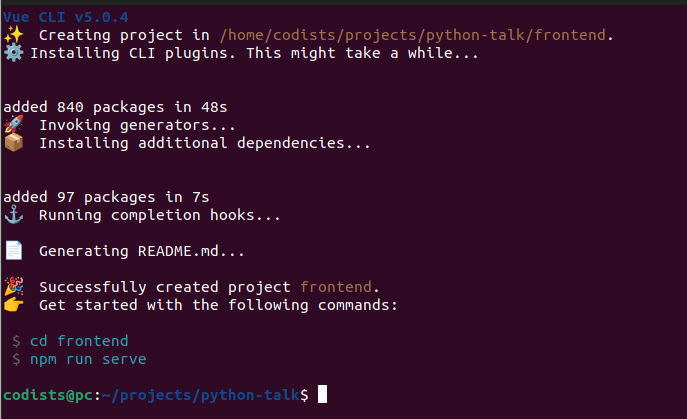 Vue CLI v5.0.4
✨ Creating project in /home/codists/projects/python-talk/frontend.
⚙️ Installing CLI plugins. This might take a while...
added 840 packages in 48s
🚀 Invoking generators...
📦 Installing additional dependencies...
added 97 packages in 7s
⚓ Running completion hooks...
📄 Generating README.md...
🎉 Successfully created project frontend.
👉 Get started with the following commands:
$ cd frontend
$ npm run serve
codists@pc:~/projects/python-talk$